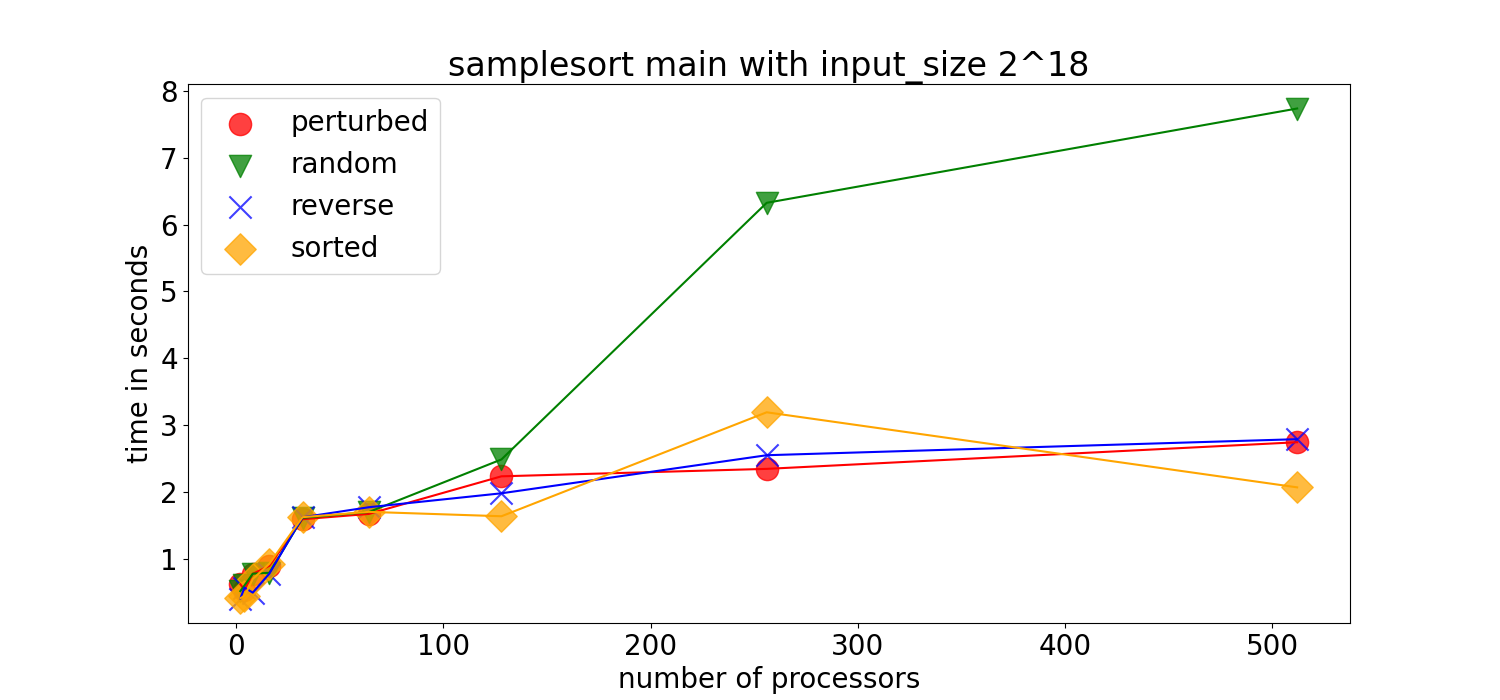 samplesort main with input_size 2^18
8
7
6
5
4
3
2
1
time in seconds
perturbed
random
reverse
sorted
0 100 200 300 400 500
number of processors